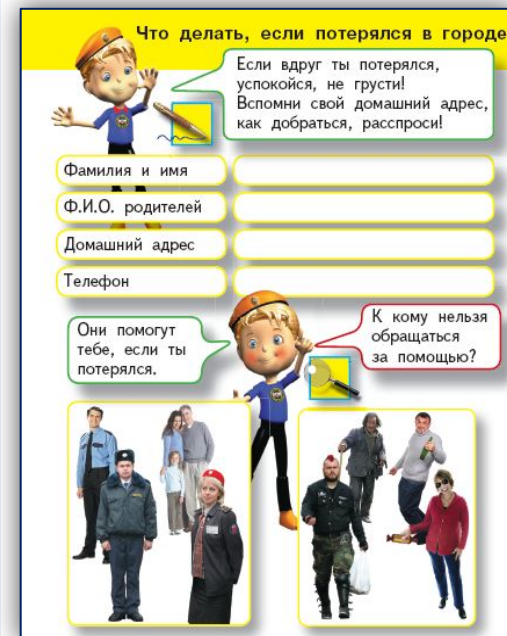 Что делать, если потерялся в городе
Если вдруг ты потерялся,
успокойся, не грусти!
Вспомни свой домашний адрес,
как добраться, расспроси!
Фамилия и имя
Ф.И.О. родителей
Домашний адрес
Телефон
Они помогут
тебе, если ты
потерялся.
К кому нельзя
обращаться
за помощью?